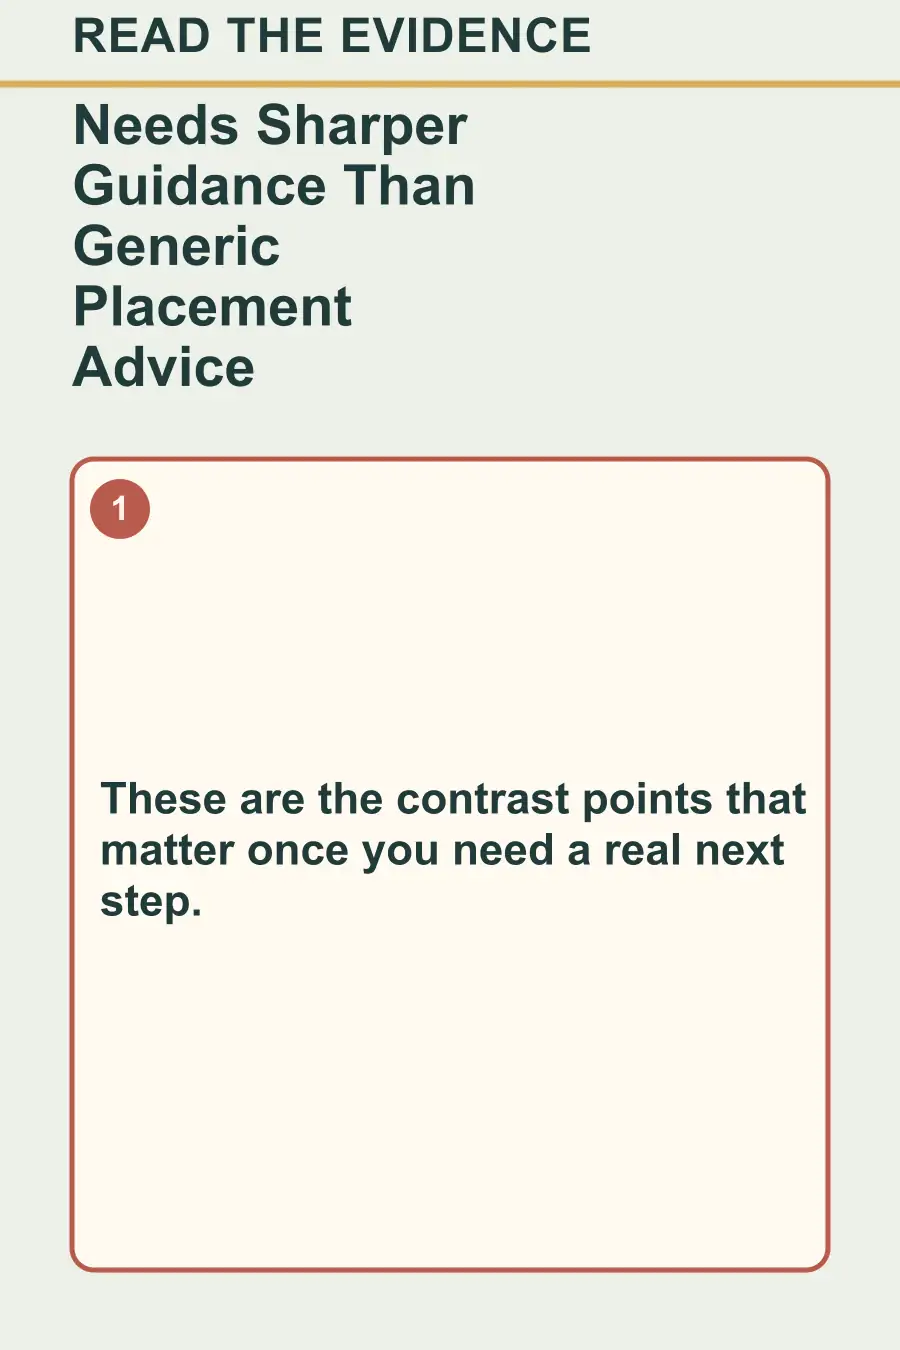 READ THE EVIDENCE
Needs Sharper
Guidance Than
Generic
Placement
Advice
1
These are the contrast points that
matter once you need a real next
step.